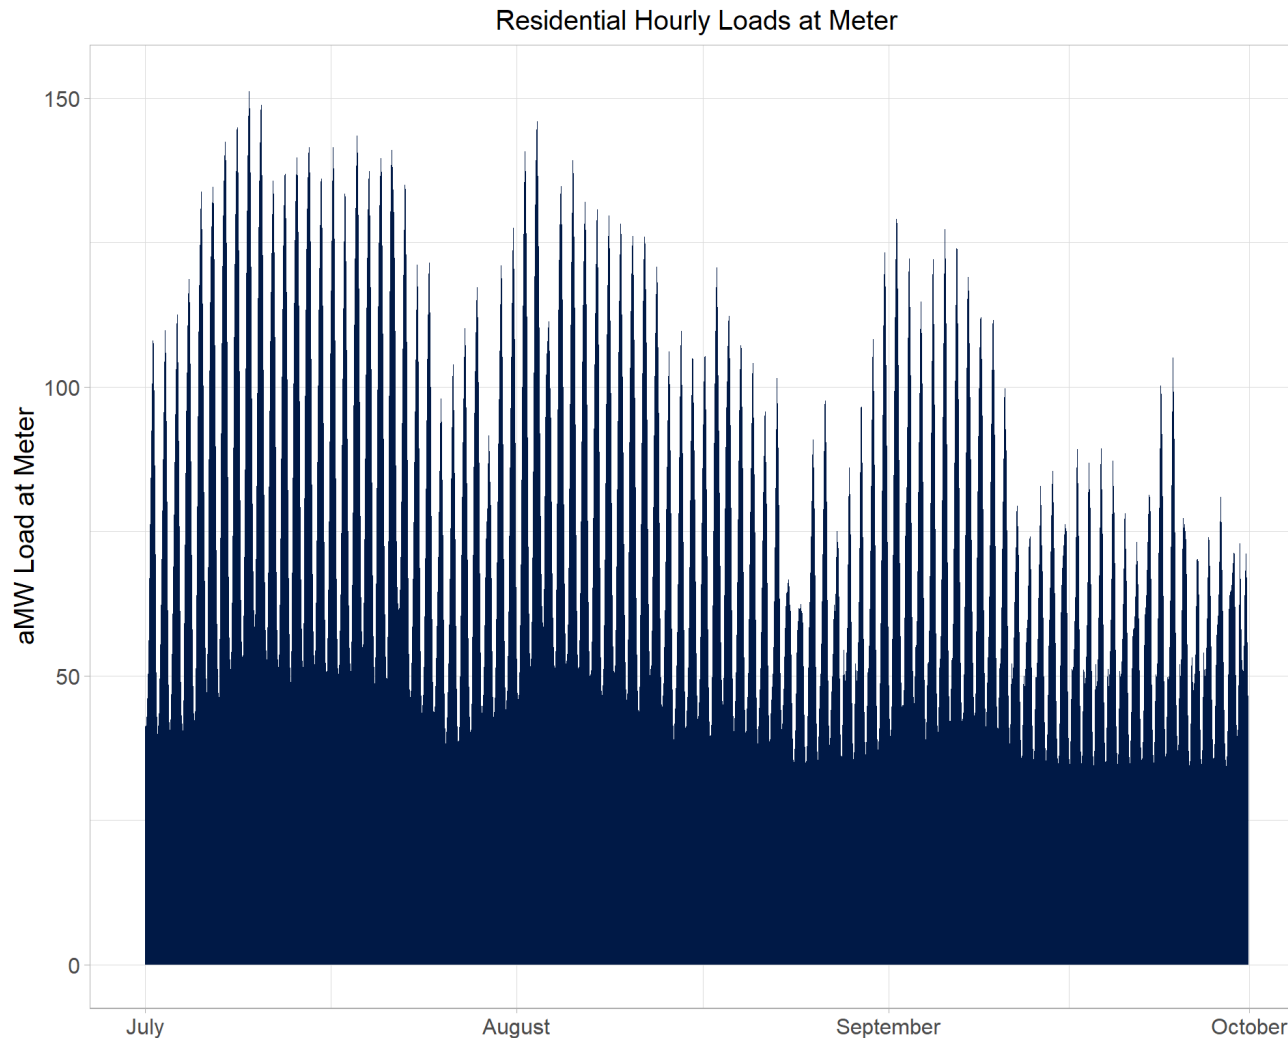 Residential Hourly Loads at Meter
150
100
50
0
aMW Load at Meter
July August September October